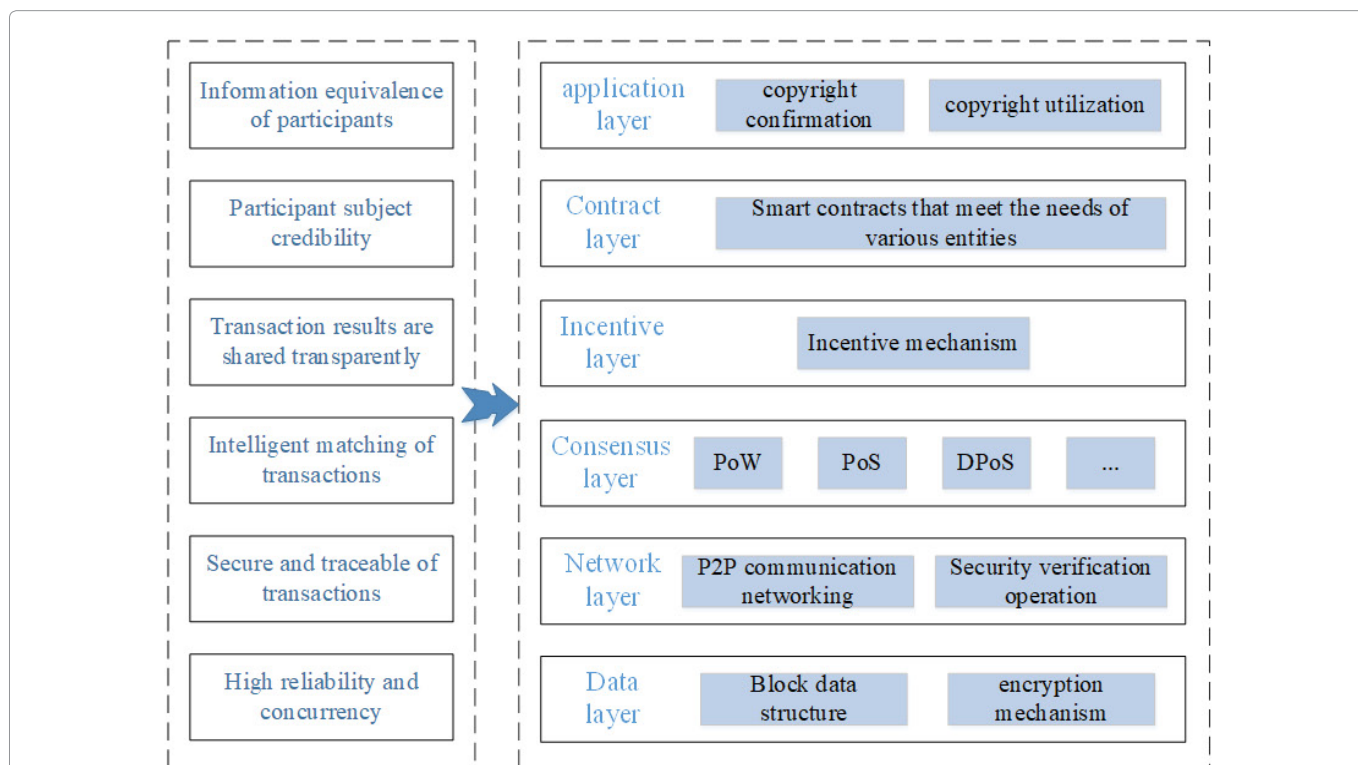 Information equivalence
of participants
Participant subject
credibility
Transaction results are
shared transparently
Intelligent matching of
transactions
Secure and traceable of
transactions
High reliability and
concurrency
application
layer
copyright
confirmation
copyright utilization
Contract
layer
Smart contracts that meet the needs of
various entities
Incentive
layer
Incentive mechanism
Consensus
layer
PoW
PoS
DPoS
...
Network
layer
P2P communication
networking
Security verification
operation
Data
layer
Block data
structure
encryption
mechanism